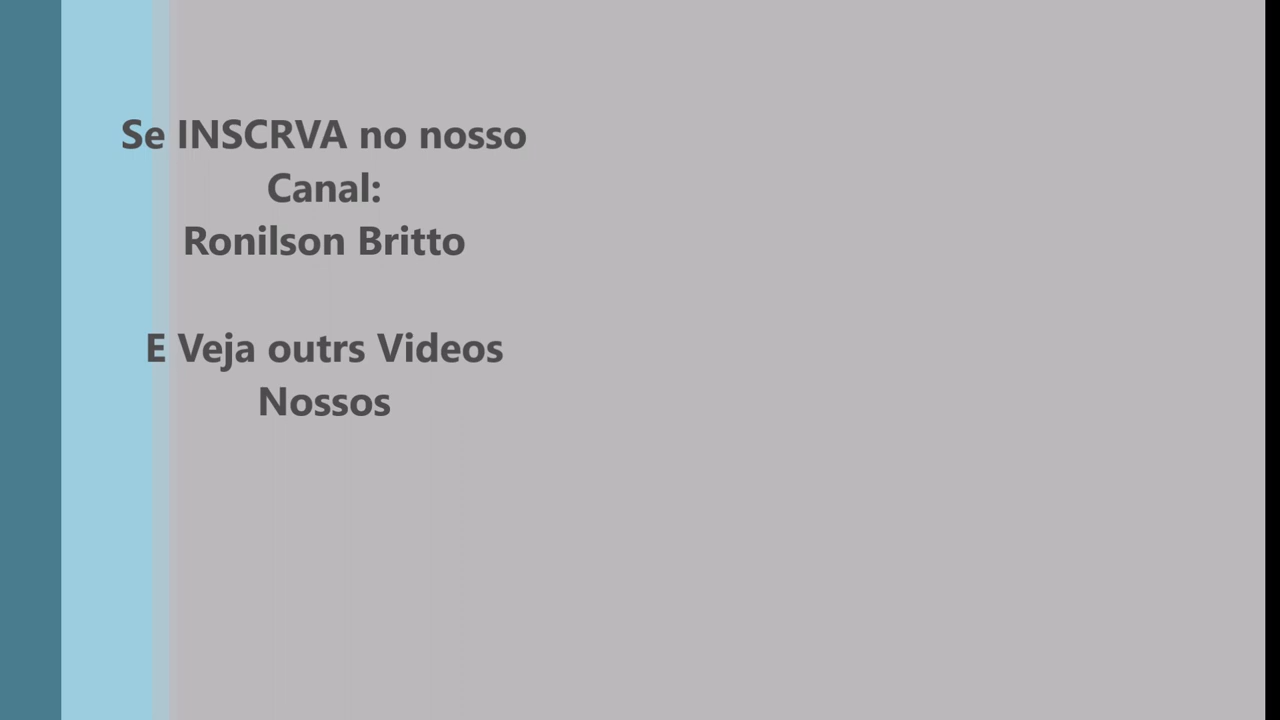 Se INSCRVA no nosso
Canal:
Ronilson Britto
E Veja outrs Videos
Nossos